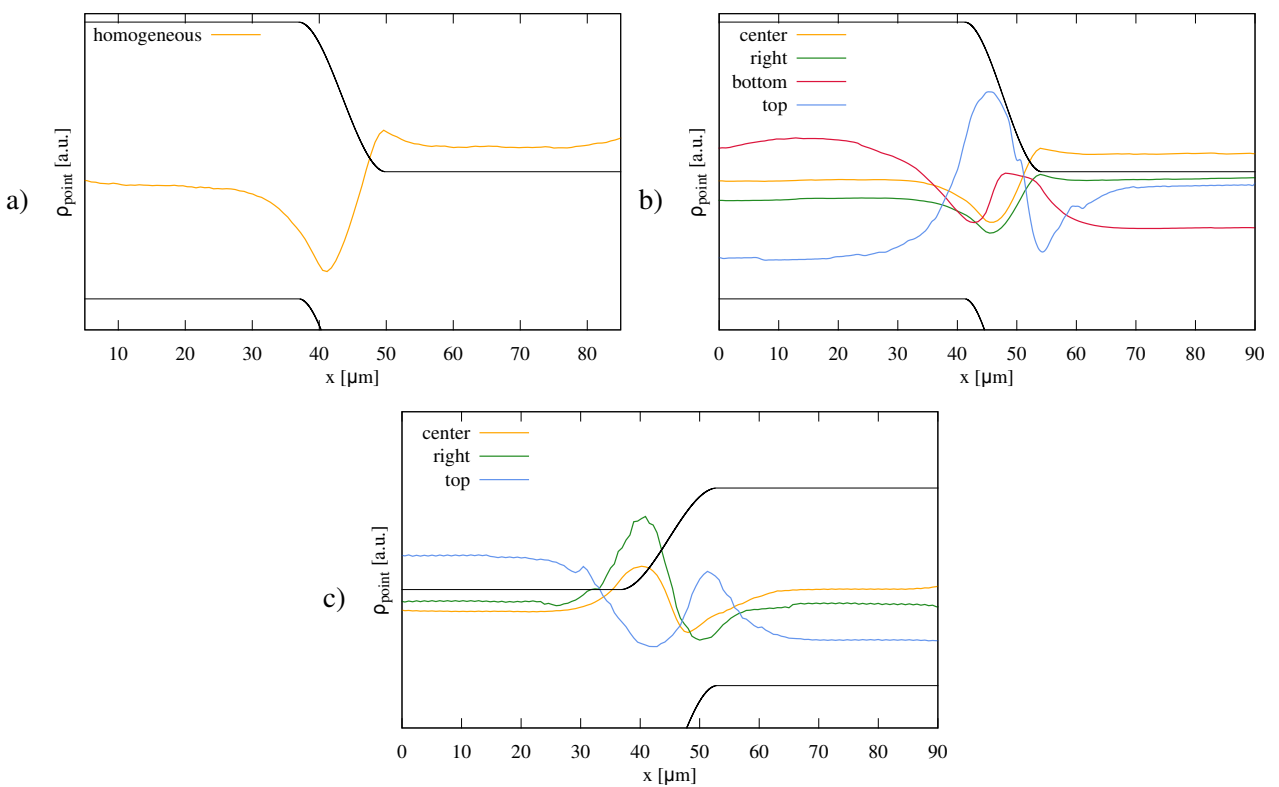 a)
homogeneous
ρpoint [a.u.]
10 20 30 40 50 60 70 80
x [μm]
b)
center
right
bottom
top
ρpoint [a.u.]
0 10 20 30 40 50 60 70 80 90
x [μm]
c)
center
right
top
ρpoint [a.u.]
0 10 20 30 40 50 60 70 80 90
x [μm]